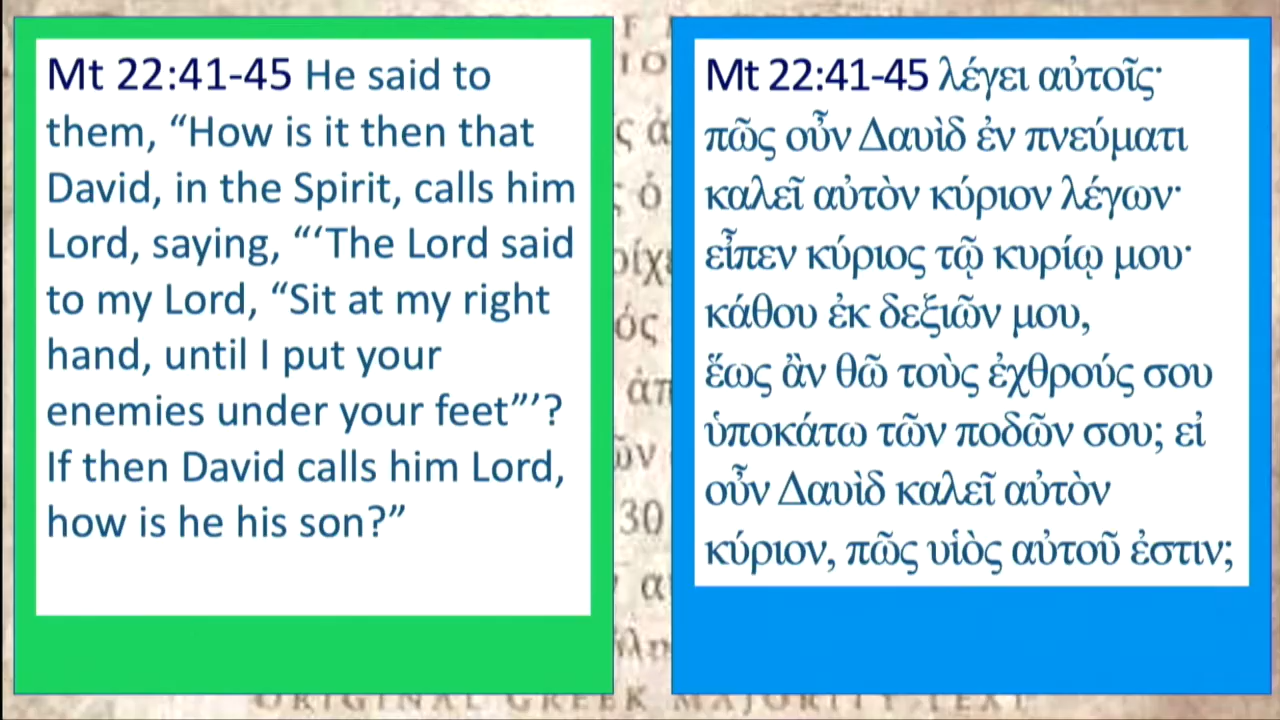 Mt 22:41-45 He said to
them, “How is it then that
David, in the Spirit, calls him
Lord, saying, “‘The Lord said
to my Lord, “Sit at my right
hand, until I put your
enemies under your feet”’?
If then David calls him Lord,
how is he his son?”
Mt 22:41-45 λέγει αὐτοῖς·
πῶς οὖν Δαυὶδ ἐν πνεύματι
καλεῖ αὐτὸν κύριον λέγων·
εἶπεν κύριος τῷ κυρίῳ μου·
κάθου ἐκ δεξιῶν μου,
ἕως ἂν θῶ τοὺς ἐχθρούς σου
ὑποκάτω τῶν ποδῶν σου; εἰ
οὖν Δαυὶδ καλεῖ αὐτὸν
κύριον, πῶς υἱὸς αὐτοῦ ἐστιν;
30
ORIGINAL GREEK MAJORITY TEXT